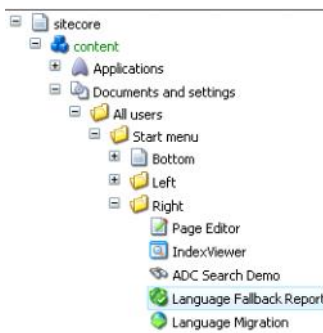 sitecore
content
Applications
Documents and settings
All users
Start menu
Bottom
Left
Right
Page Editor
IndexViewer
ADC Search Demo
Language Fallback Report
Language Migration